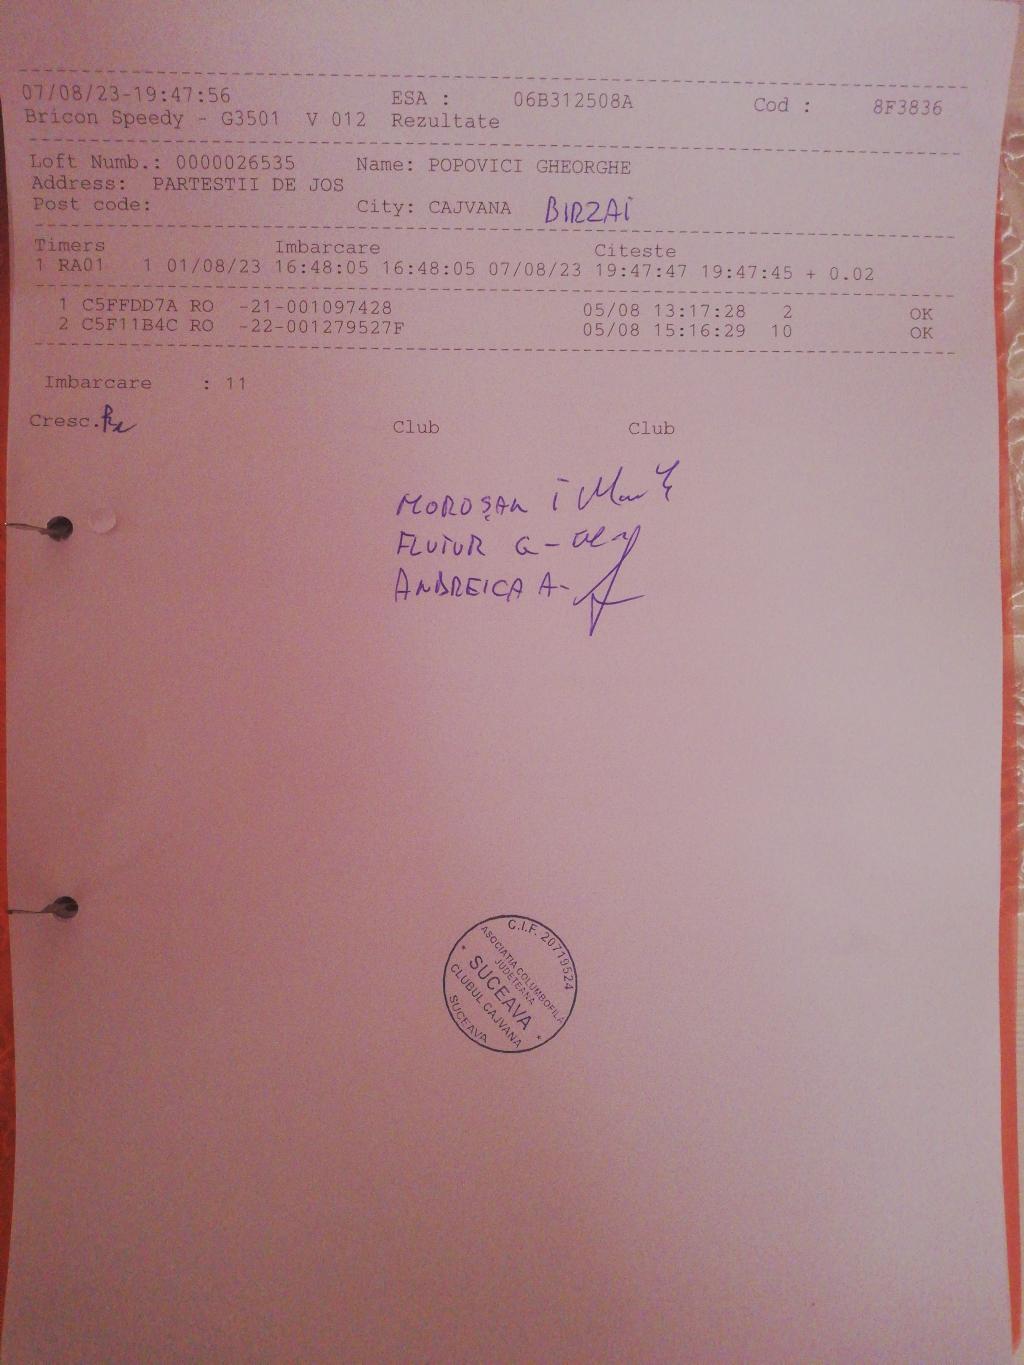 07/08/23-19:47:56 ESA : 06B312508A Cod : 8F3836
Bricon Speedy - G3501 V 012 Rezultate
Loft Numb.: 0000026535 Name: POPOVICI GHEORGHE
Address: PARTESTII DE JOS
Post code: City: CAJVANA BIRZAI
Timers Imbarcare Citeste
1 RA01 1 01/08/23 16:48:05 16:48:05 07/08/23 19:47:47 19:47:45 + 0.02
1 C5FFDD7A RO -21-001097428 05/08 13:17:28 2 OK
2 C5F11B4C RO -22-001279527F 05/08 15:16:29 10 OK
Imbarcare : 11
Cresc. Club Club
MOROȘAN I
FLUTUR G -
ANDREICA A-
C.I.F. 20719524
ASOCIATIA COLUMBOFILA
JUDETEANA
* SUCEAVA *
CLUBUL CAJVANA
SUCEAVA